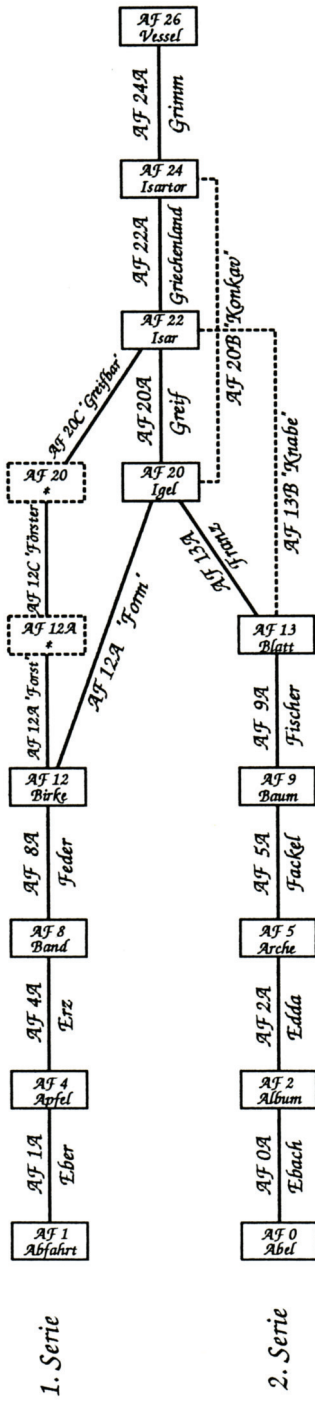 1. Serie
AF 1
Abfahrt
AF 1A
Eber
AF 4
Apfel
AF 4A
Erz
AF 8
Band
AF 8A
Feder
AF 12
Birke
AF 12A 'Forst'
AF 12A
*
AF 12C 'Förster'
AF 20
*
AF 20C 'Greifbar'
AF 12A 'Form'
AF 20
Igel
AF 20A
Greif
AF 22
Isar
AF 22A
Griechenland
AF 24
Isartor
AF 24A
Grimm
AF 26
Vessel
AF 20B 'Konkav'
2. Serie
AF 0
Abel
AF 0A
Ebach
AF 2
Album
AF 2A
Edda
AF 5
Arche
AF 5A
Fackel
AF 9
Baum
AF 9A
Fischer
AF 13
Blatt
AF 13A
Franz
AF 13B 'Knabe'